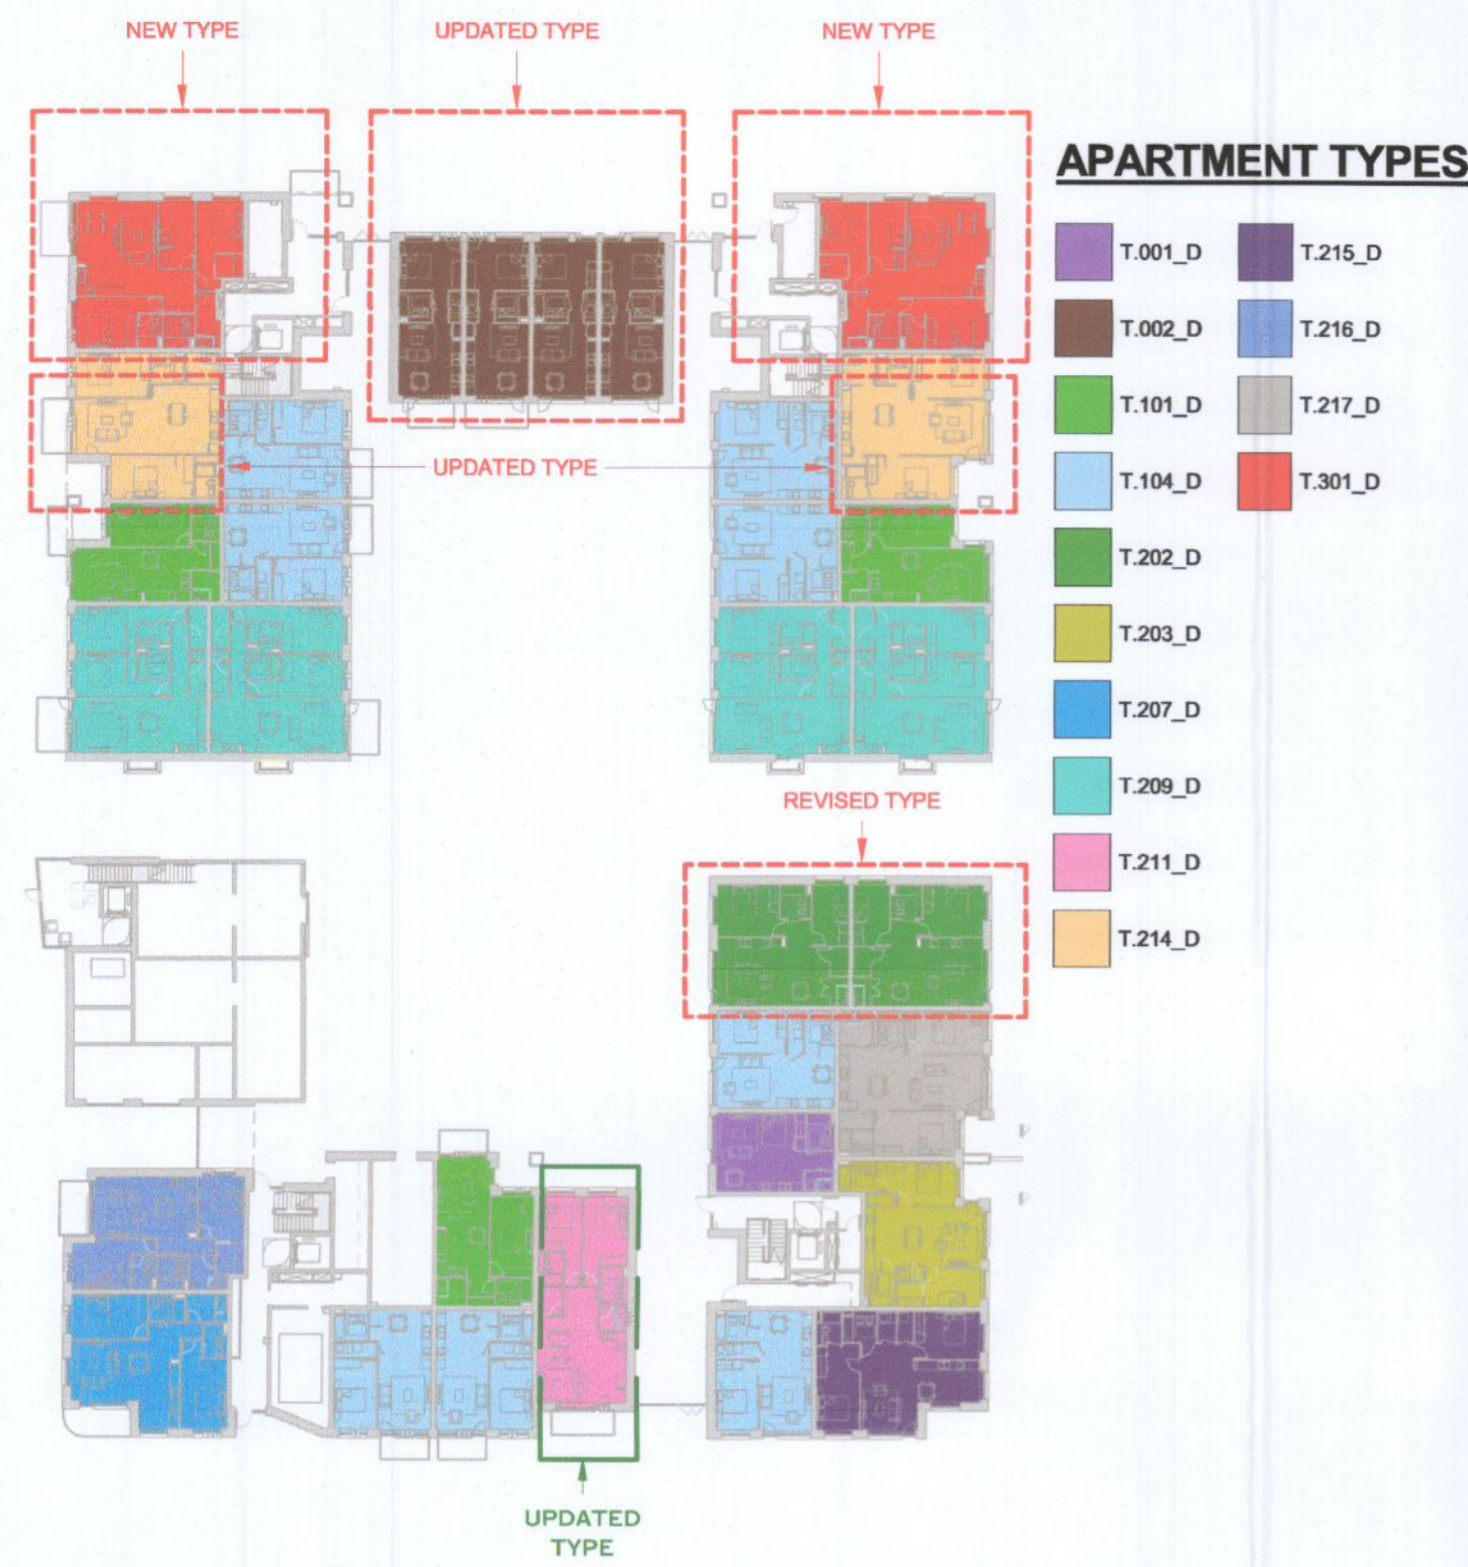 NEW TYPE
UPDATED TYPE
NEW TYPE
APARTMENT TYPES
T.001_D
T.215_D
T.002_D
T.216_D
T.101_D
T.217_D
T.104_D
T.301_D
UPDATED TYPE
T.202_D
T.203_D
T.207_D
T.209_D
REVISED TYPE
T.211_D
T.214_D
UPDATED
TYPE